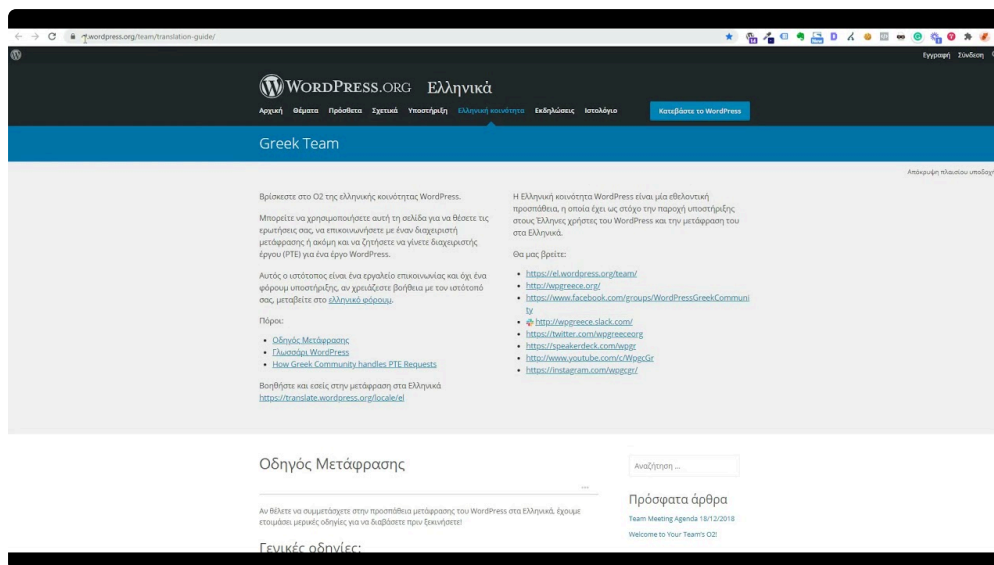 wordpress.org/team/translation-guide/
Εγγραφή Σύνδεση
WORDPRESS.ORG Ελληνικά
Αρχική Θέματα Πρόσθετα Σχετικά Υποστήριξη Ελληνική κοινότητα Εκδηλώσεις Ιστολόγιο Κατεβάστε το WordPress
Greek Team
Απόκρυψη πλαισίου υποδοχή
Βρίσκεστε στο O2 της ελληνικής κοινότητας WordPress.
Μπορείτε να χρησιμοποιήσετε αυτή τη σελίδα για να θέσετε τις
ερωτήσεις σας, να επικοινωνήσετε με έναν διαχειριστή
μετάφρασης ή ακόμη και να ζητήσετε να γίνετε διαχειριστής
έργου (PTE) για ένα έργο WordPress.
Αυτός ο ιστότοπος είναι ένα εργαλείο επικοινωνίας και όχι ένα
φόρουμ υποστήριξης, αν χρειάζεστε βοήθεια με τον ιστότοπό
σας, μεταβείτε στο ελληνικό φόρουμ.
Πόροι:
Οδηγός Μετάφρασης
Γλωσσάρι WordPress
How Greek Community handles PTE Requests
Βοηθήστε και εσείς στην μετάφραση στα Ελληνικά
https://translate.wordpress.org/locale/el
Η Ελληνική κοινότητα WordPress είναι μία εθελοντική
προσπάθεια, η οποία έχει ως στόχο την παροχή υποστήριξης
στους Έλληνες χρήστες του WordPress και την μετάφραση του
στα Ελληνικά.
Θα μας βρείτε:
https://el.wordpress.org/team/
http://wpgreece.org/
https://www.facebook.com/groups/WordPressGreekCommuni
ty
http://wpgreece.slack.com/
https://twitter.com/wpgreeceorg
https://speakerdeck.com/wpgr
http://www.youtube.com/c/WpgcGr
https://instagram.com/wpgcgr/
Οδηγός Μετάφρασης
Αν θέλετε να συμμετάσχετε στην προσπάθεια μετάφρασης του WordPress στα Ελληνικά, έχουμε
ετοιμάσει μερικές οδηγίες για να διαβάσετε πριν ξεκινήσετε!
Γενικές οδηγίες:
Αναζήτηση ...
Πρόσφατα άρθρα
Team Meeting Agenda 18/12/2018
Welcome to Your Team's O2!